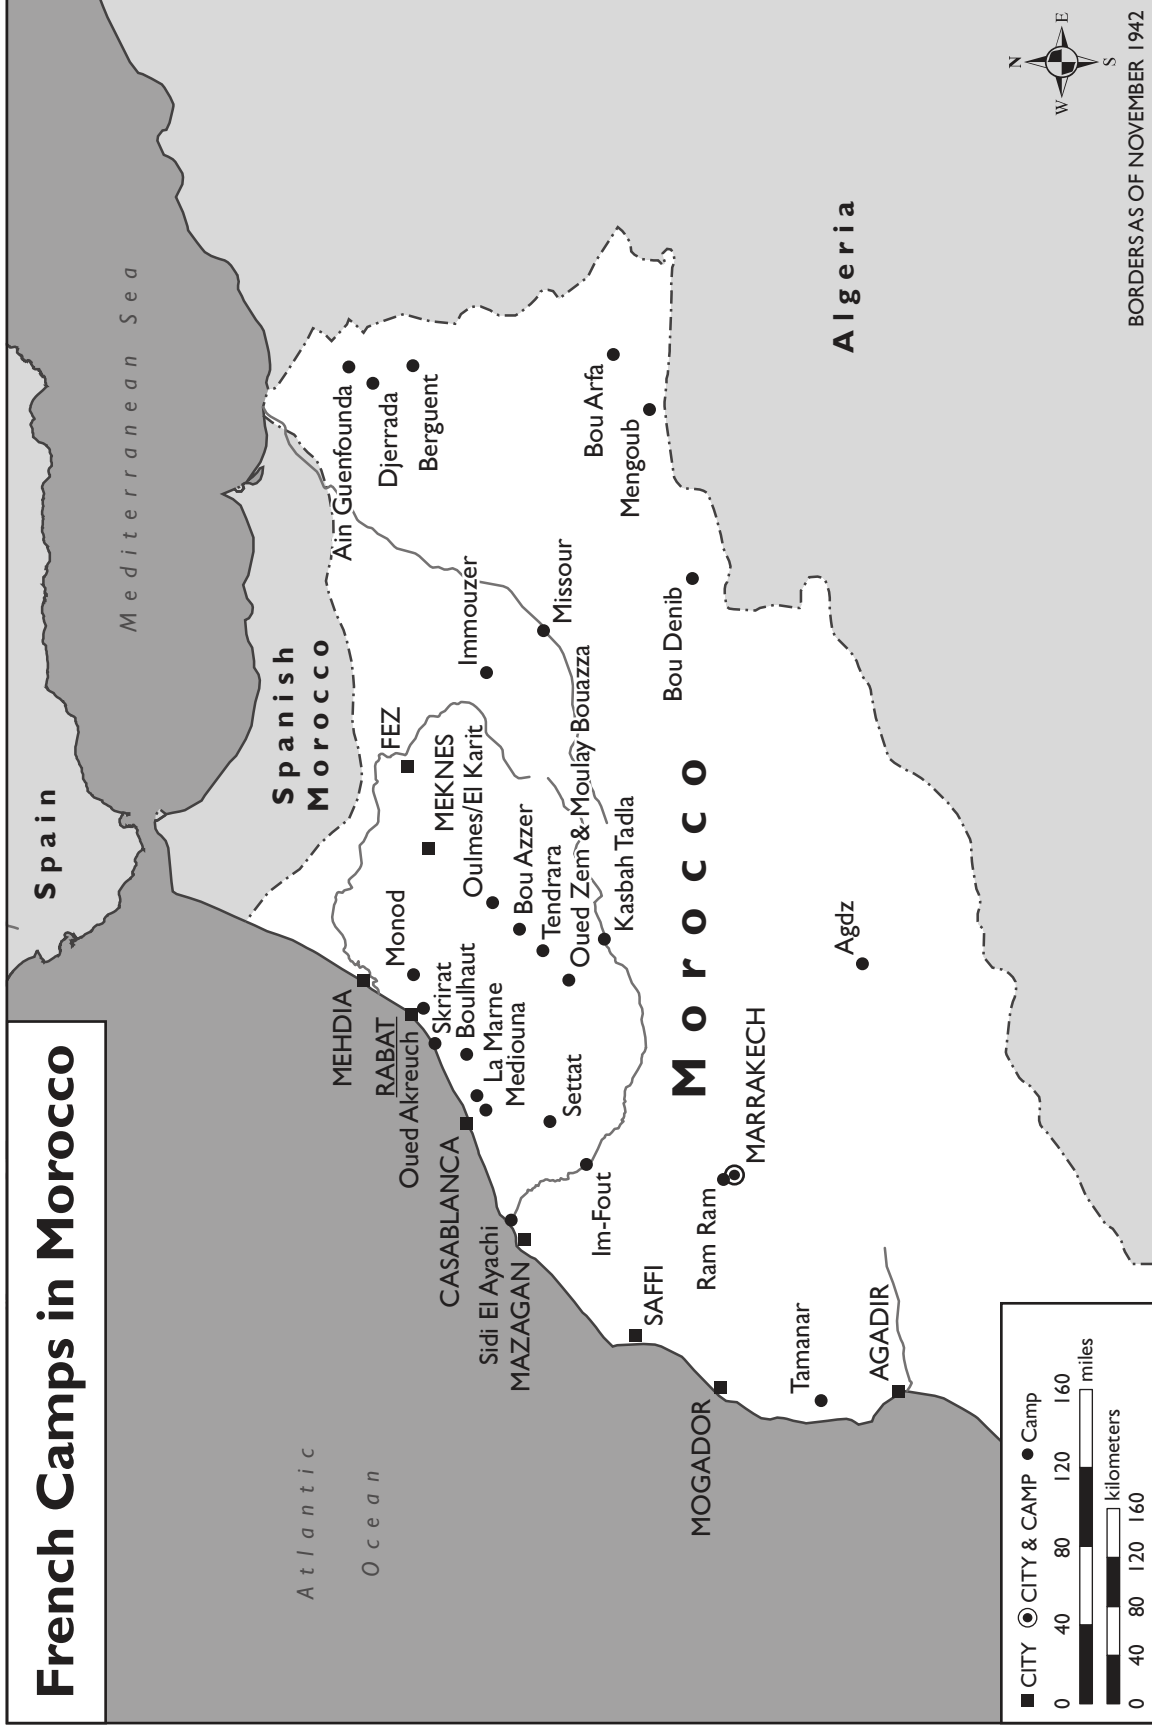 French Camps in Morocco
Spain
Mediterranean Sea
Spanish
Morocco
Atlantic
Ocean
MEHDIA
RABAT
Oued Akreuch
Monod
Skrirat
Boulhaut
La Marne
Mediouna
CASABLANCA
Sidi El Ayachi
MAZAGAN
Settat
Im-Fout
FEZ
MEKNES
Oulmes/El Karit
Bou Azzer
Tendrara
Oued Zem & Moulay Bouazza
Kasbah Tadla
Immouzer
Missour
Ain Guenfounda
Djerrada
Berguent
Bou Arfa
Mengoub
Bou Denib
Morocco
SAFFI
Ram Ram
MARRAKECH
MOGADOR
Tamanar
AGADIR
Agdz
Algeria
N
W
E
S
CITY
CITY & CAMP
Camp
0 40 80 120 160
miles
kilometers
0 40 80 120 160
BORDERS AS OF NOVEMBER 1942